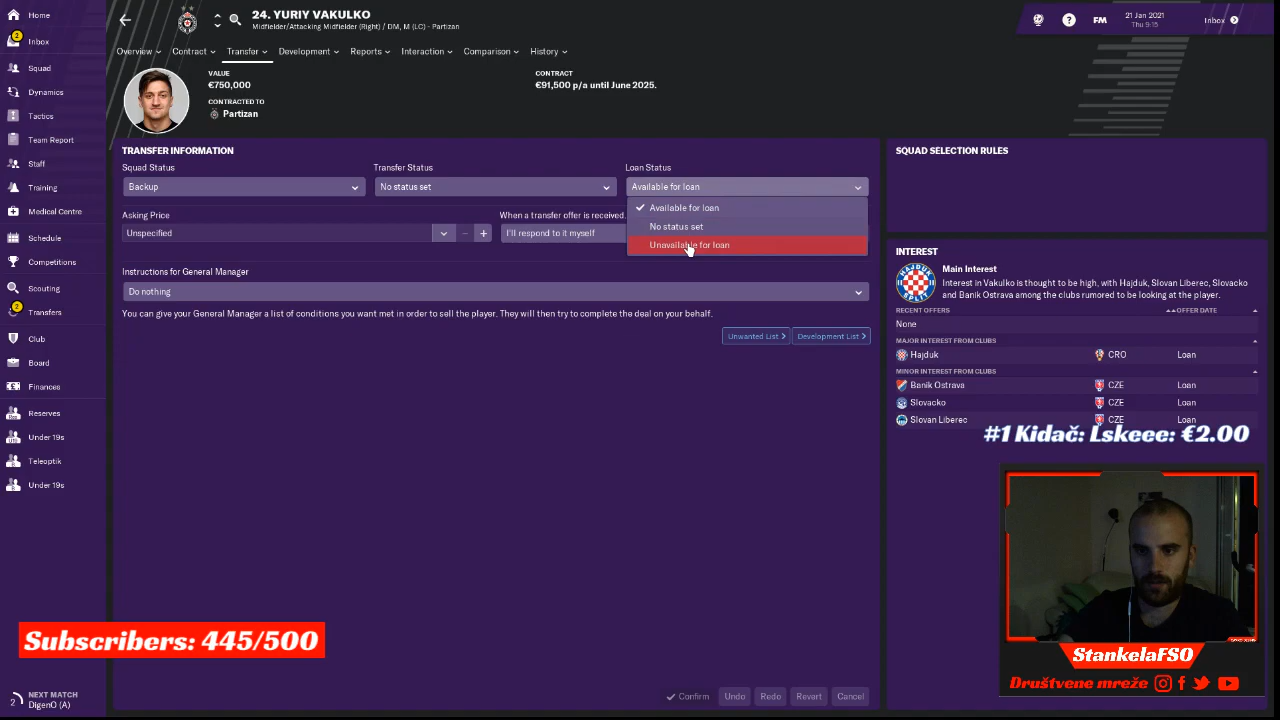 Home
2
Inbox
Squad
Dynamics
Tactics
Team Report
Staff
Training
Medical Centre
Schedule
Competitions
Scouting
2
Transfers
Club
Board
Finances
Reserves
Under 19s
Teleoptik
Under 19s
2
NEXT MATCH
DigenO (A)
24. YURIY VAKULKO
Midfielder/Attacking Midfielder (Right) / DM, M (LC) - Partizan
FM
21 Jan 2021
Thu 9:15
Inbox
Overview
Contract
Transfer
Development
Reports
Interaction
Comparison
History
VALUE
€750,000
CONTRACTED TO
Partizan
CONTRACT
€91,500 p/a until June 2025.
TRANSFER INFORMATION
Squad Status
Transfer Status
Loan Status
Backup
No status set
Available for loan
Available for loan
No status set
Unavailable for loan
Asking Price
When a transfer offer is received.
Unspecified
I'll respond to it myself
Instructions for General Manager
Do nothing
You can give your General Manager a list of conditions you want met in order to sell the player. They will then try to complete the deal on your behalf.
Unwanted List
Development List
Confirm
Undo
Redo
Revert
Cancel
SQUAD SELECTION RULES
INTEREST
Main Interest
Interest in Vakulko is thought to be high, with Hajduk, Slovan Liberec, Slovacko
and Banik Ostrava among the clubs rumored to be looking at the player.
RECENT OFFERS
OFFER DATE
None
MAJOR INTEREST FROM CLUBS
Hajduk CRO Loan
MINOR INTEREST FROM CLUBS
Banik Ostrava CZE Loan
Slovacko CZE Loan
Slovan Liberec CZE Loan
#1 Kidač: Lskeee: €2.00
Subscribers: 445/500
StankelaFSO
Društvene mreže